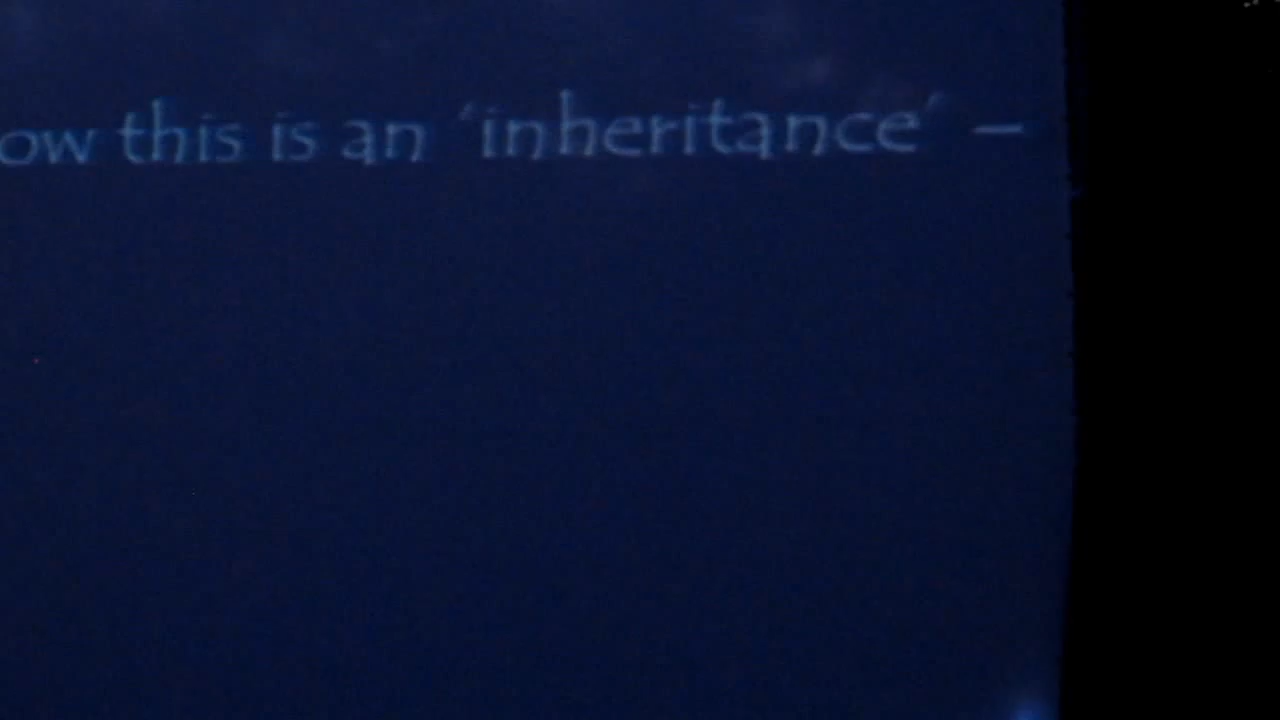 ow this is an ‘inheritance’ –